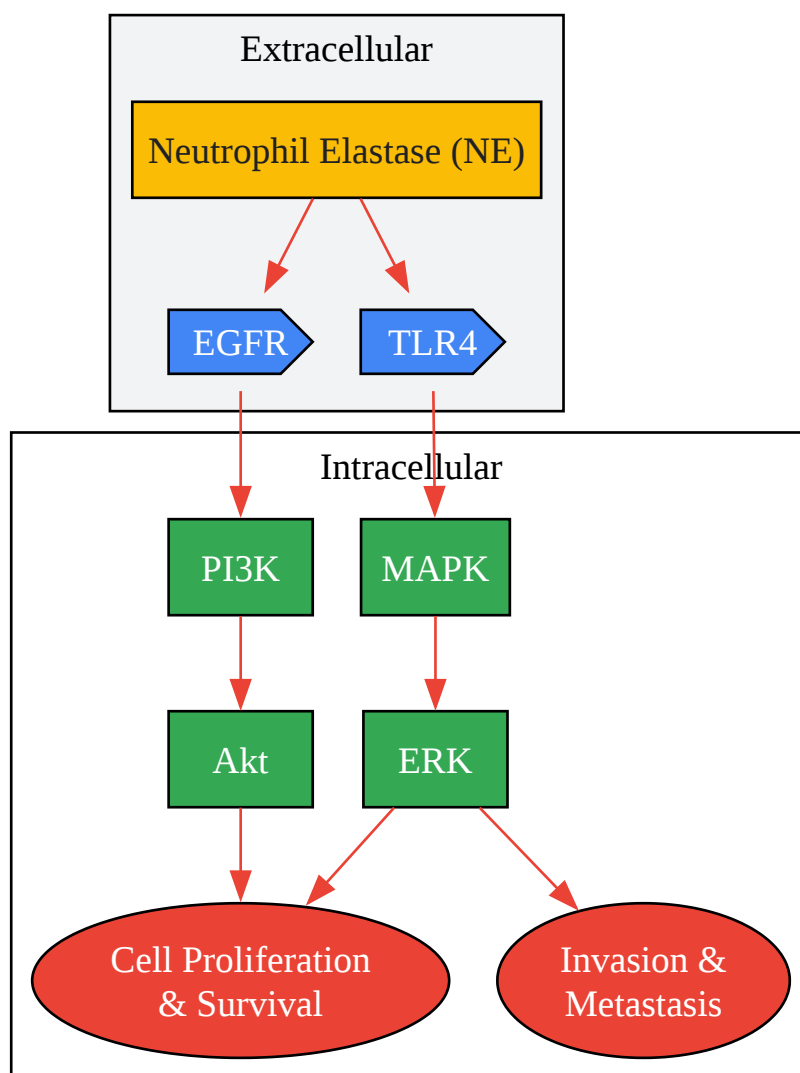 Extracellular
Neutrophil Elastase (NE)
EGFR
TLR4
Intracellular
PI3K
MAPK
Akt
ERK
Cell Proliferation
& Survival
Invasion &
Metastasis